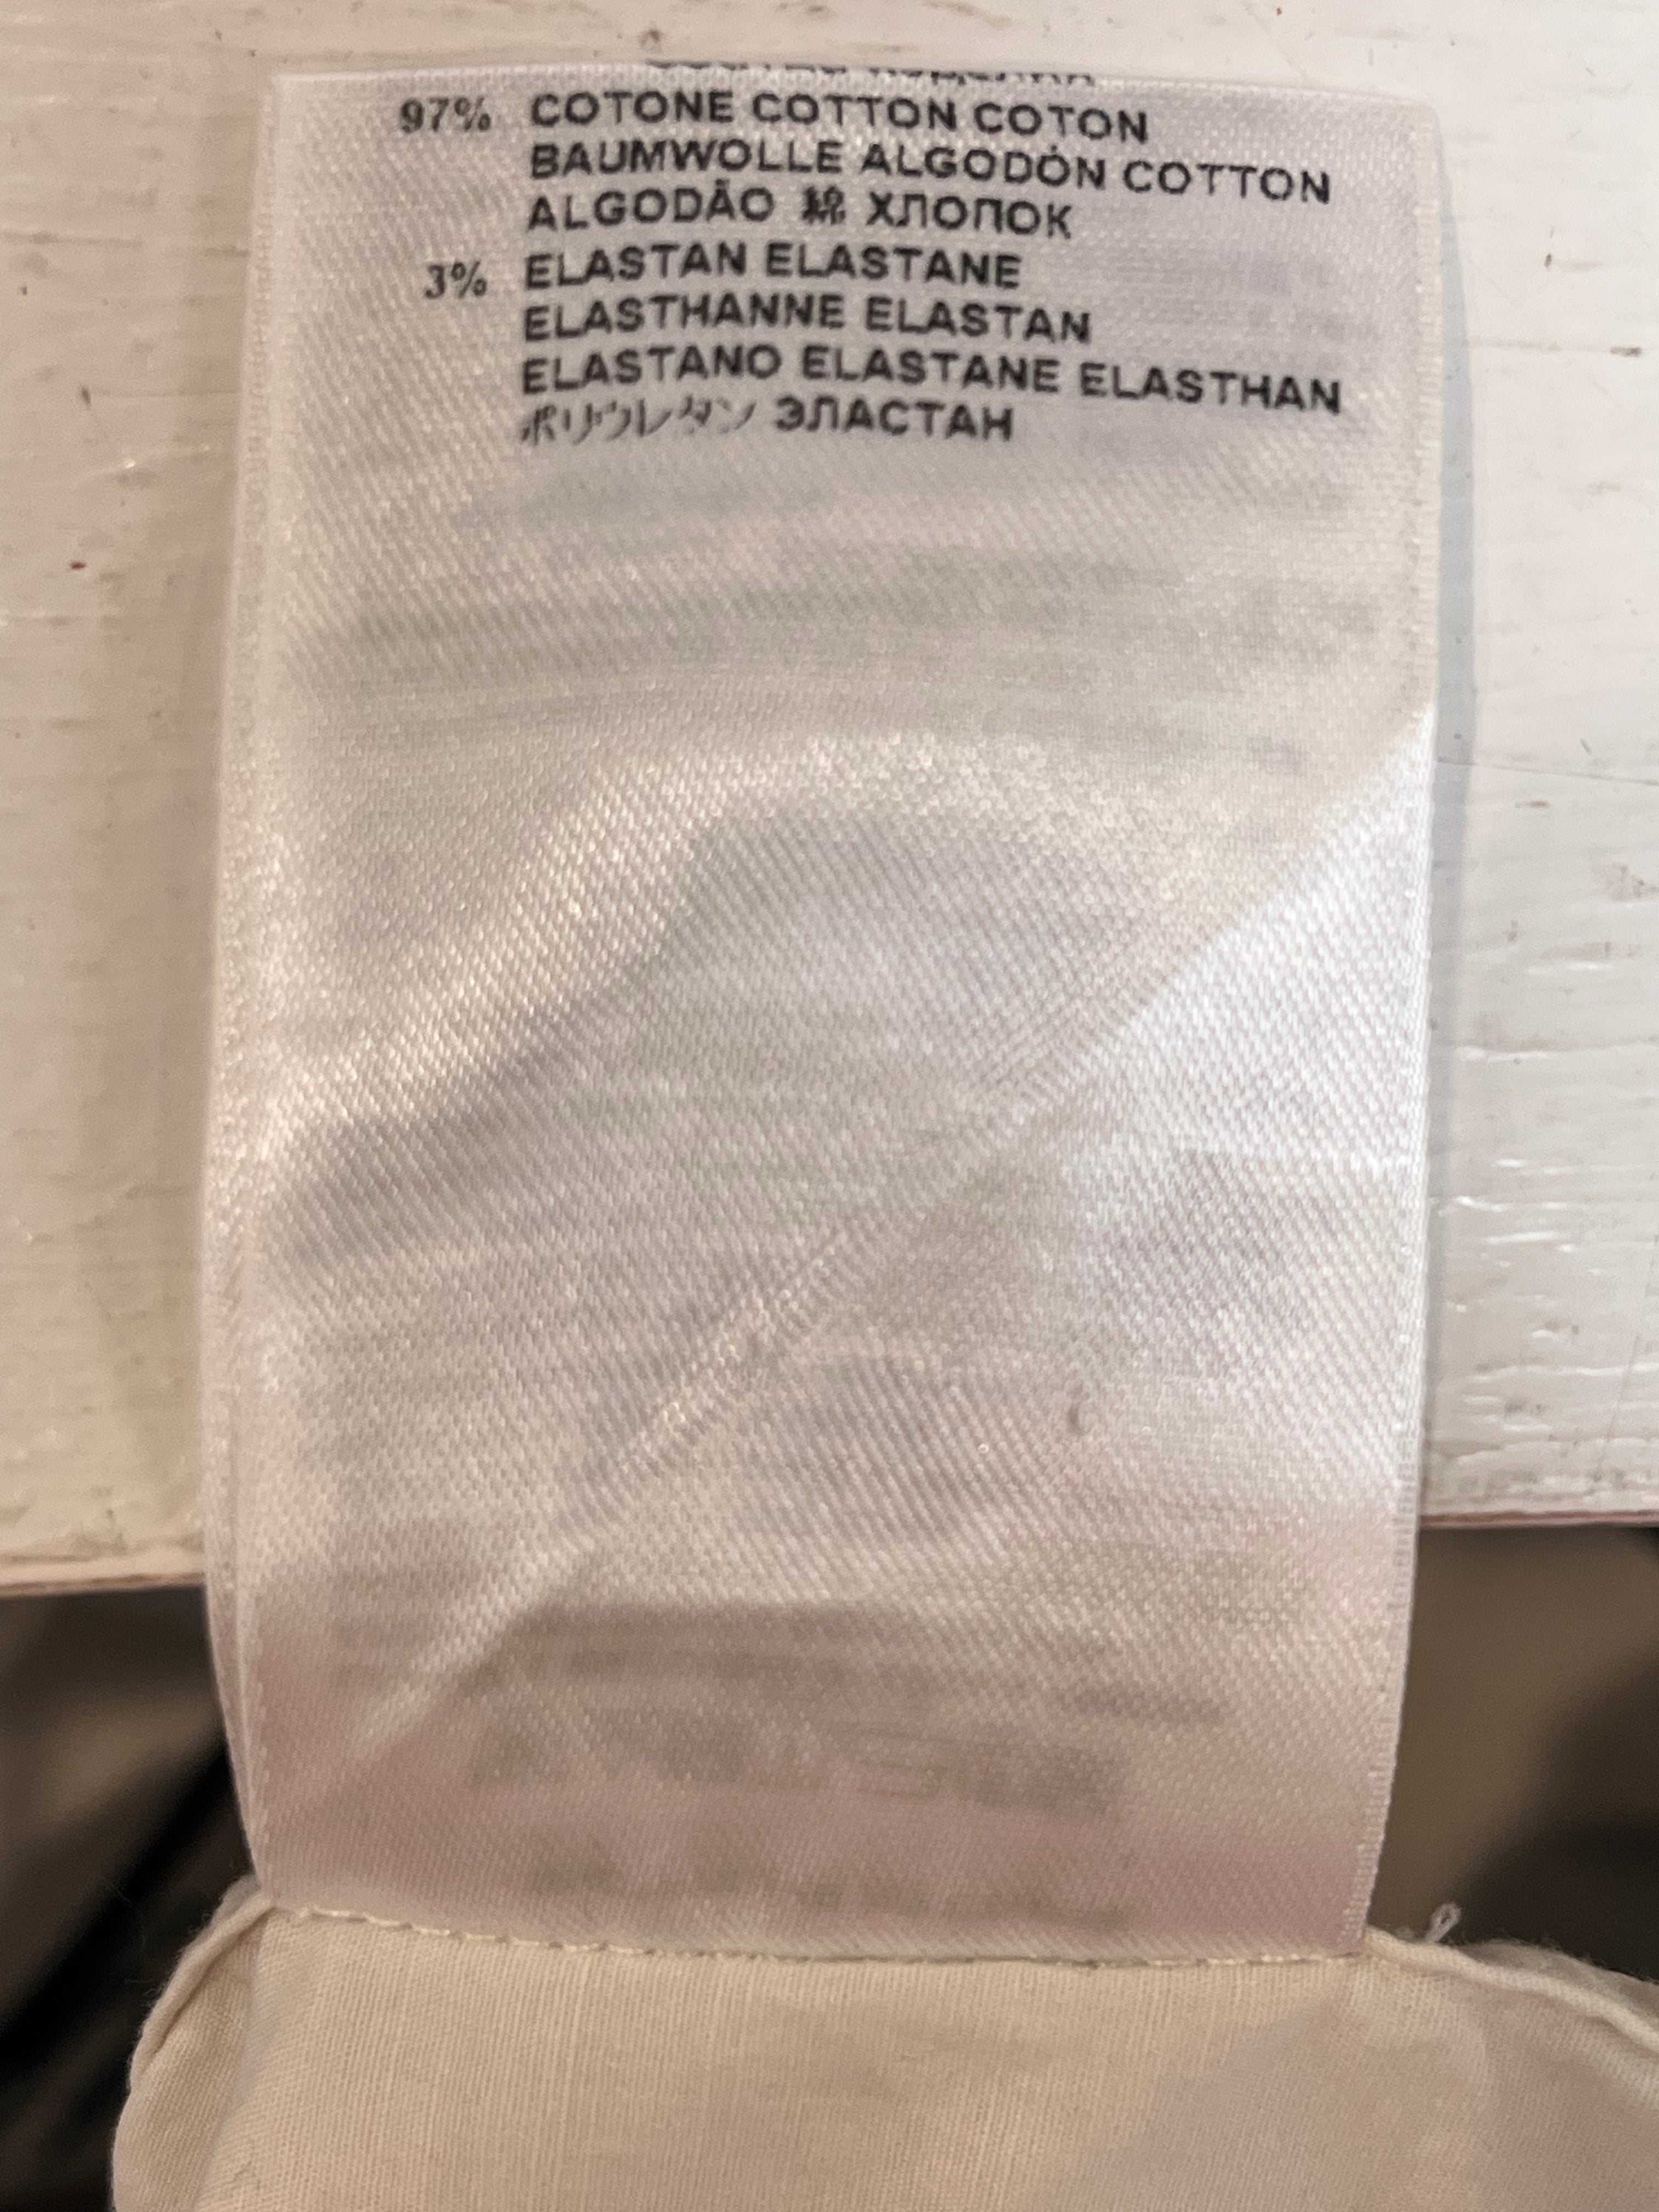 97% COTONE COTTON COTON
BAUMWOLLE ALGODÓN COTTON
ALGODÃO 綿 ХЛОПОК
3% ELASTAN ELASTANE
ELASTHANNE ELASTAN
ELASTANO ELASTANE ELASTHAN
ポリウレタン ЭЛАСТАН